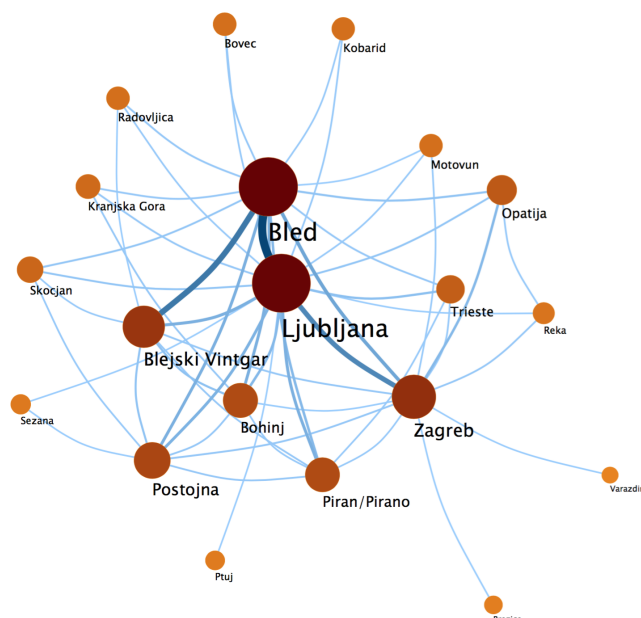 Bovec
Kobarid
Radovljica
Motovun
Kranjska Gora
Opatija
Bled
Skocjan
Ljubljana
Trieste
Reka
Blejski Vintgar
Sezana
Bohinj
Zagreb
Postojna
Piran/Pirano
Varazdin
Ptuj